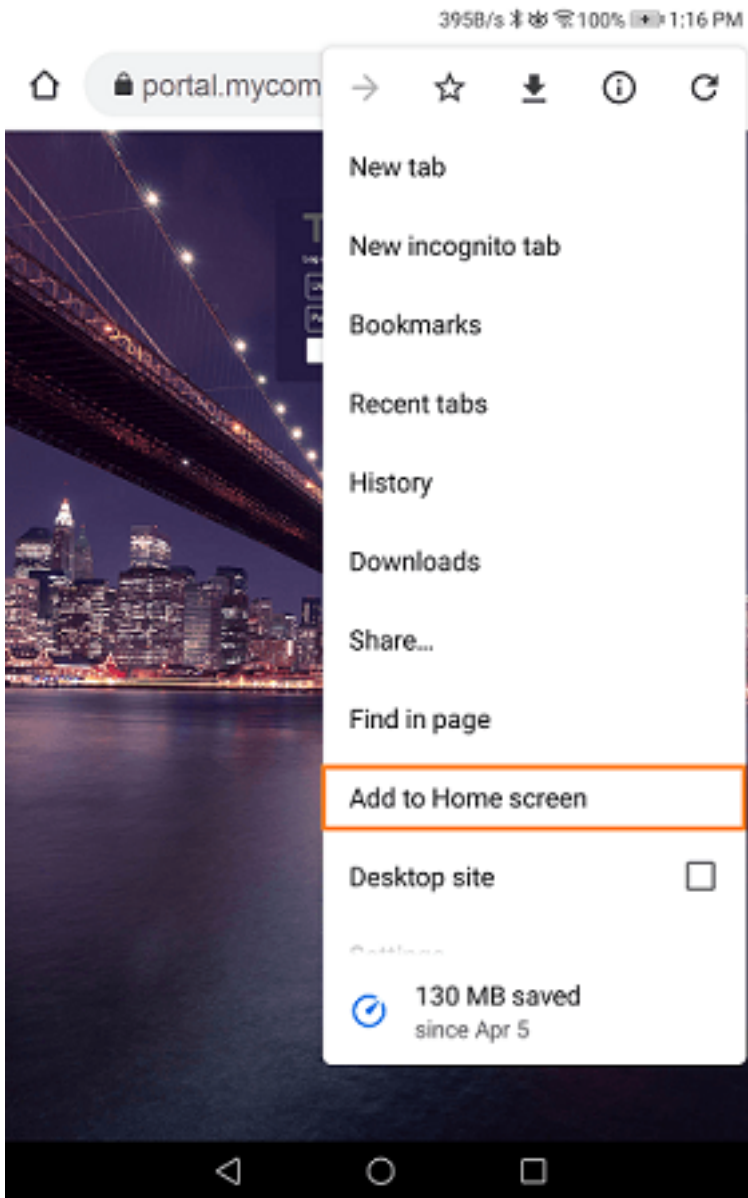 395B/s 100% 1:16 PM
portal.mycom
New tab
New incognito tab
Bookmarks
Recent tabs
History
Downloads
Share...
Find in page
Add to Home screen
Desktop site
Settings
130 MB saved
since Apr 5